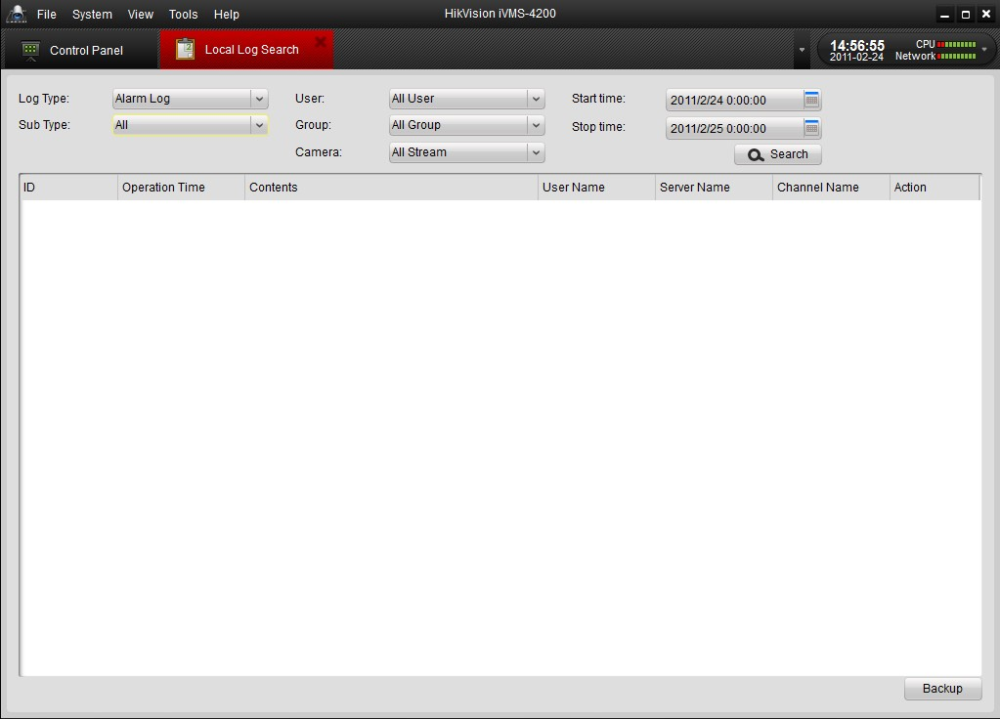 HikVision iVMS-4200
File System View Tools Help
Control Panel
Local Log Search
14:56:55
2011-02-24
CPU
Network
Log Type: Alarm Log
User: All User
Start time: 2011/2/24 0:00:00
Sub Type: All
Group: All Group
Stop time: 2011/2/25 0:00:00
Camera: All Stream
Search
ID Operation Time Contents User Name Server Name Channel Name Action
Backup